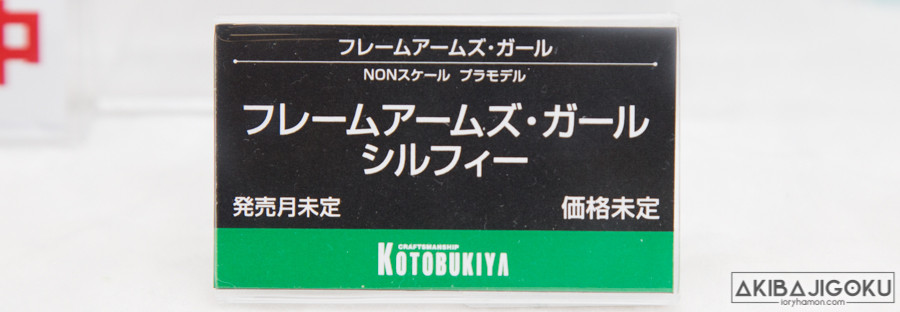 中
フレームアームズ・ガール
NONスケール プラモデル
フレームアームズ・ガール
シルフィー
発売月未定 価格未定
CRAFTSMANSHIP
KOTOBUKIYA
AKIBAJIGOKU
ioryhamon.com